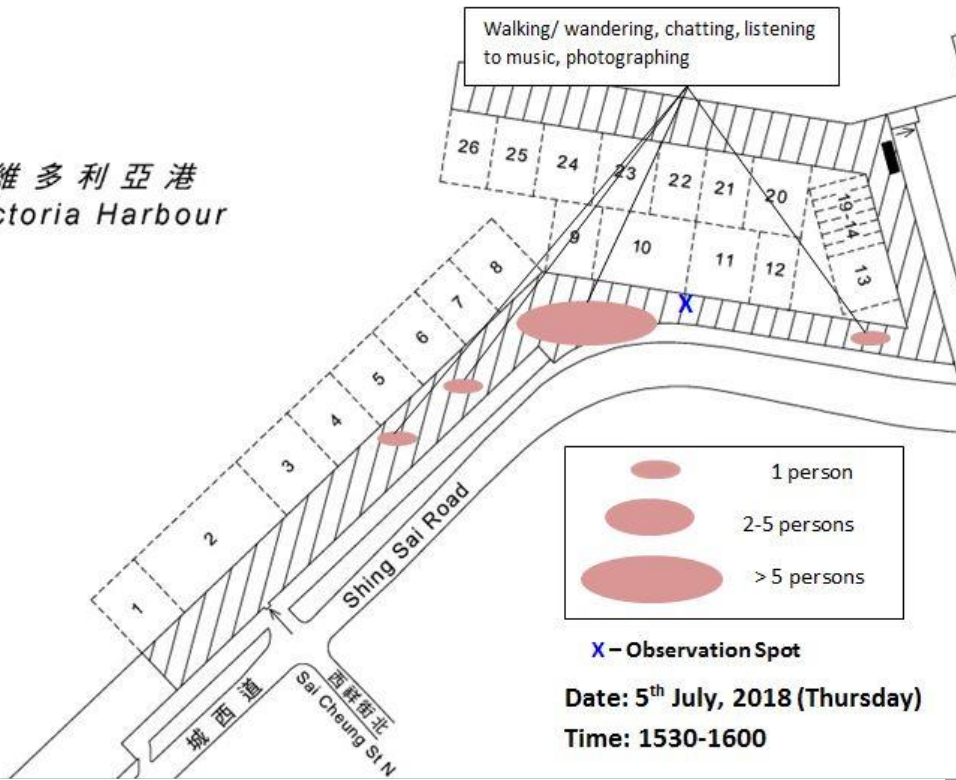 Walking/ wandering, chatting, listening
to music, photographing
維多利亞港
ctoria Harbour
26
25
24
23
22
21
20
19-14
13
9
10
11
12
8
7
6
5
4
3
2
1
Shing Sai Road
城西道
西祥街北
Sai Cheung St N
1 person
2-5 persons
> 5 persons
X
X – Observation Spot
Date: 5th July, 2018 (Thursday)
Time: 1530-1600